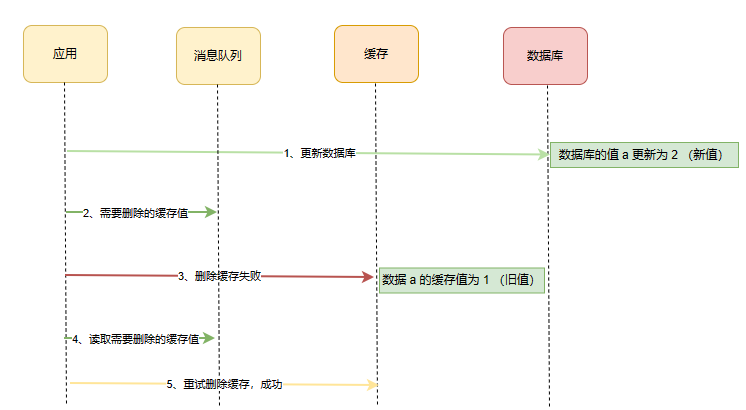 应用
消息队列
缓存
数据库
1、更新数据库
数据库的值 a 更新为 2 （新值）
2、需要删除的缓存值
3、删除缓存失败
数据 a 的缓存值为 1 （旧值）
4、读取需要删除的缓存值
5、重试删除缓存，成功